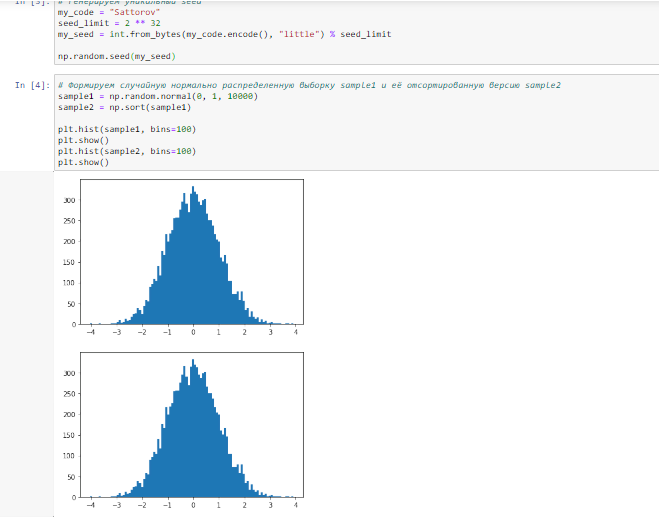 In [3]: # Генерируем уникальный seed
my_code = "Sattorov"
seed_limit = 2 ** 32
my_seed = int.from_bytes(my_code.encode(), "little") % seed_limit
np.random.seed(my_seed)
In [4]: # Формируем случайную нормально распределенную выборку sample1 и её отсортированную версию sample2
sample1 = np.random.normal(0, 1, 10000)
sample2 = np.sort(sample1)
plt.hist(sample1, bins=100)
plt.show()
plt.hist(sample2, bins=100)
plt.show()
300
250
200
150
100
50
0
−4 −3 −2 −1 0 1 2 3 4
300
250
200
150
100
50
0
−4 −3 −2 −1 0 1 2 3 4